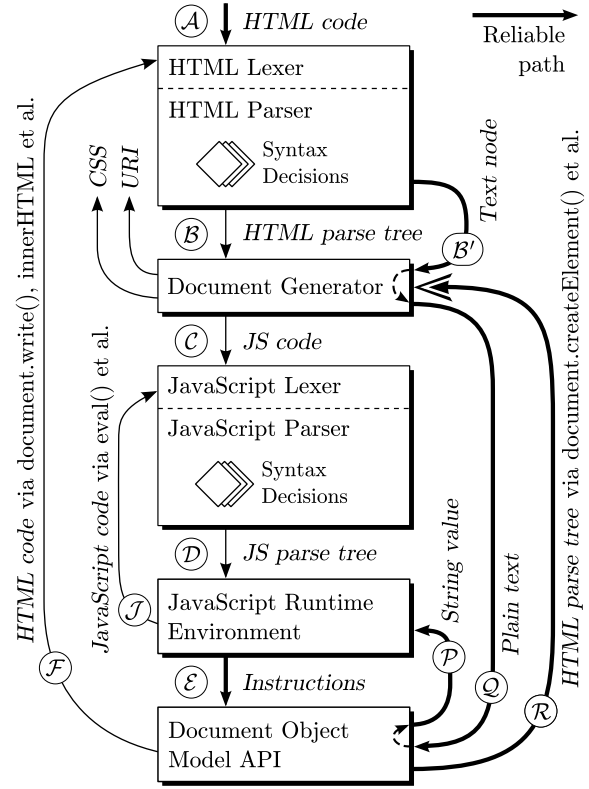 𝒜 HTML code
Reliable
path
HTML Lexer
HTML Parser
Syntax
Decisions
CSS
URI
Text node
ℬ HTML parse tree
ℬ′
Document Generator
𝒞 JS code
JavaScript Lexer
JavaScript Parser
Syntax
Decisions
𝒟 JS parse tree
JavaScript Runtime
Environment
ℰ Instructions
Document Object
Model API
HTML code via document.write(), innerHTML et al.
ℱ
JavaScript code via eval() et al.
𝒥
String value
𝒫
Plain text
𝒬
HTML parse tree via document.createElement() et al.
ℛ